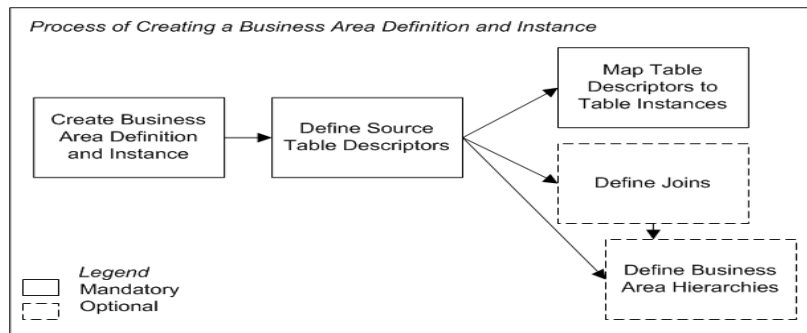 Process of Creating a Business Area Definition and Instance
Create Business
Area Definition
and Instance
Define Source
Table Descriptors
Map Table
Descriptors to
Table Instances
Define Joins
Define Business
Area Hierarchies
Legend
Mandatory
Optional